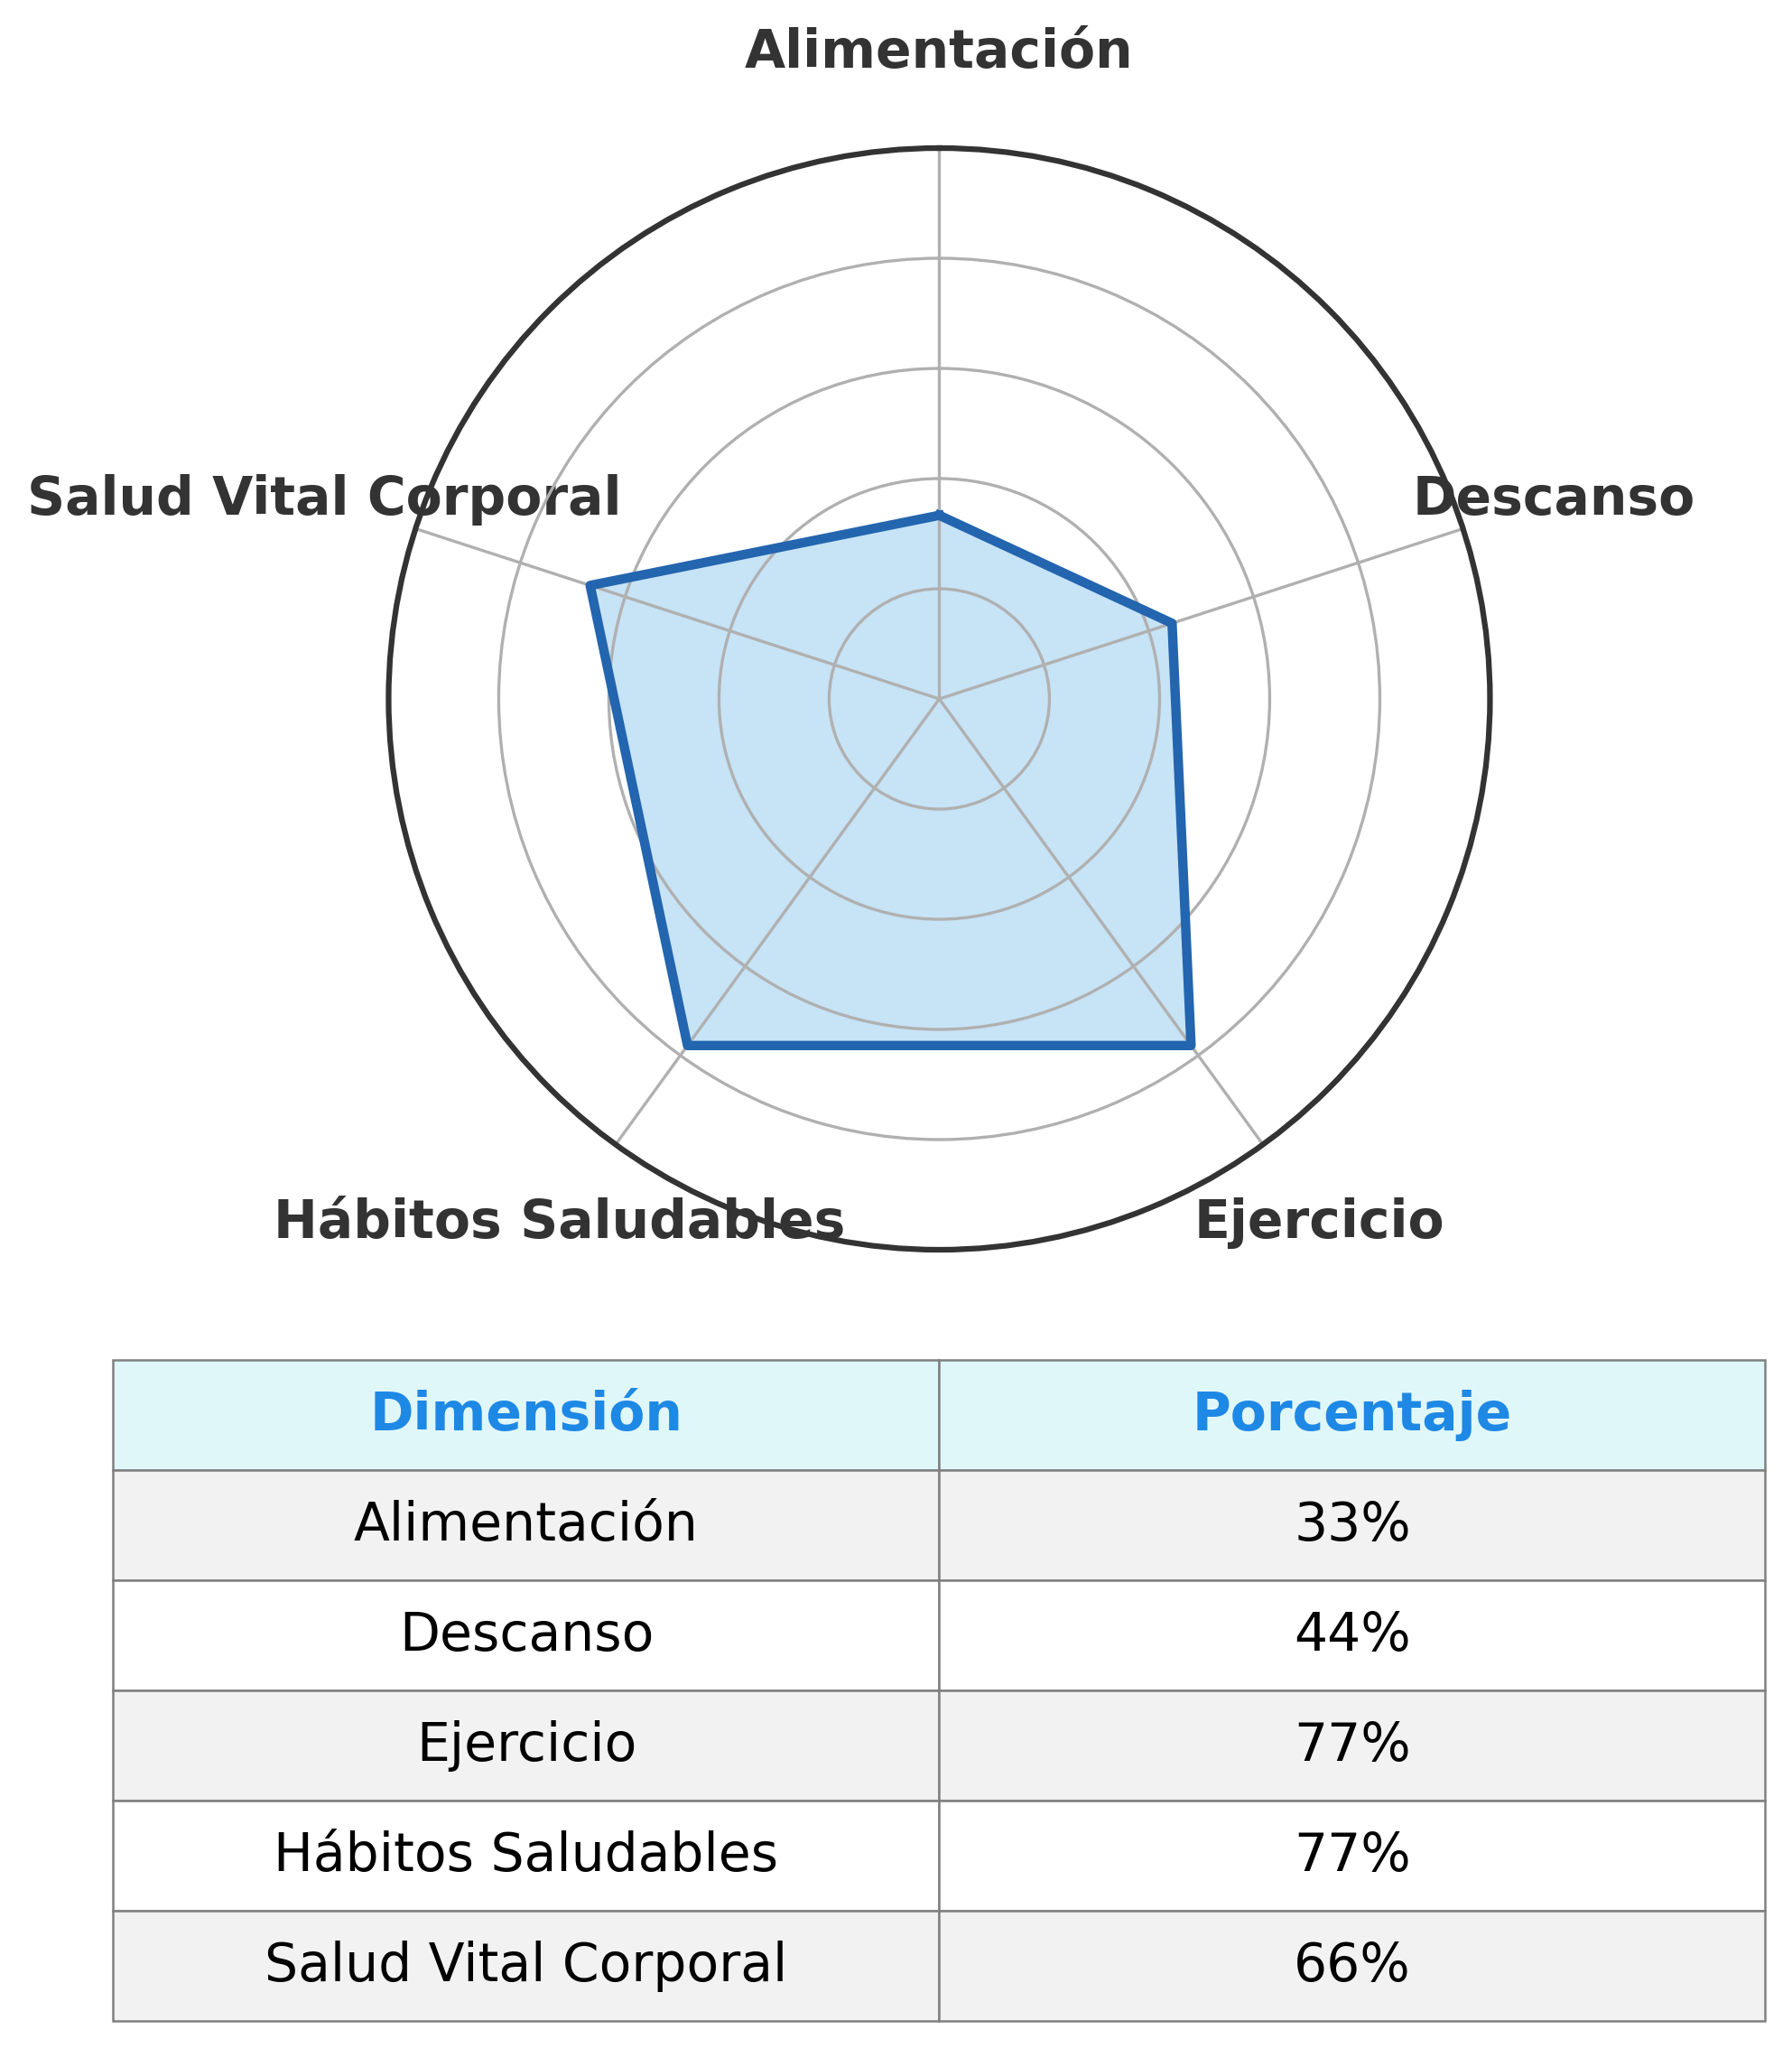 Alimentación
Salud Vital Corporal
Descanso
Hábitos Saludables
Ejercicio
Dimensión Porcentaje
Alimentación 33%
Descanso 44%
Ejercicio 77%
Hábitos Saludables 77%
Salud Vital Corporal 66%